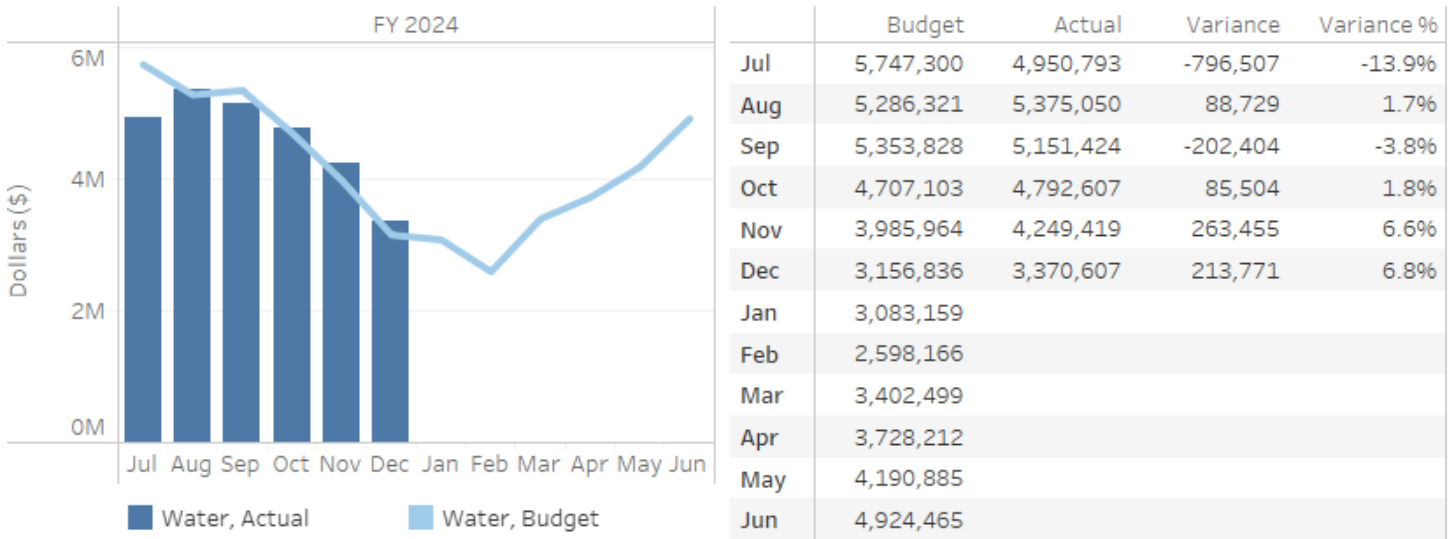 FY 2024
6M
4M
2M
0M
Dollars ($)
Jul Aug Sep Oct Nov Dec Jan Feb Mar Apr May Jun
Water, Actual Water, Budget
Budget Actual Variance Variance %
Jul 5,747,300 4,950,793 -796,507 -13.9%
Aug 5,286,321 5,375,050 88,729 1.7%
Sep 5,353,828 5,151,424 -202,404 -3.8%
Oct 4,707,103 4,792,607 85,504 1.8%
Nov 3,985,964 4,249,419 263,455 6.6%
Dec 3,156,836 3,370,607 213,771 6.8%
Jan 3,083,159
Feb 2,598,166
Mar 3,402,499
Apr 3,728,212
May 4,190,885
Jun 4,924,465